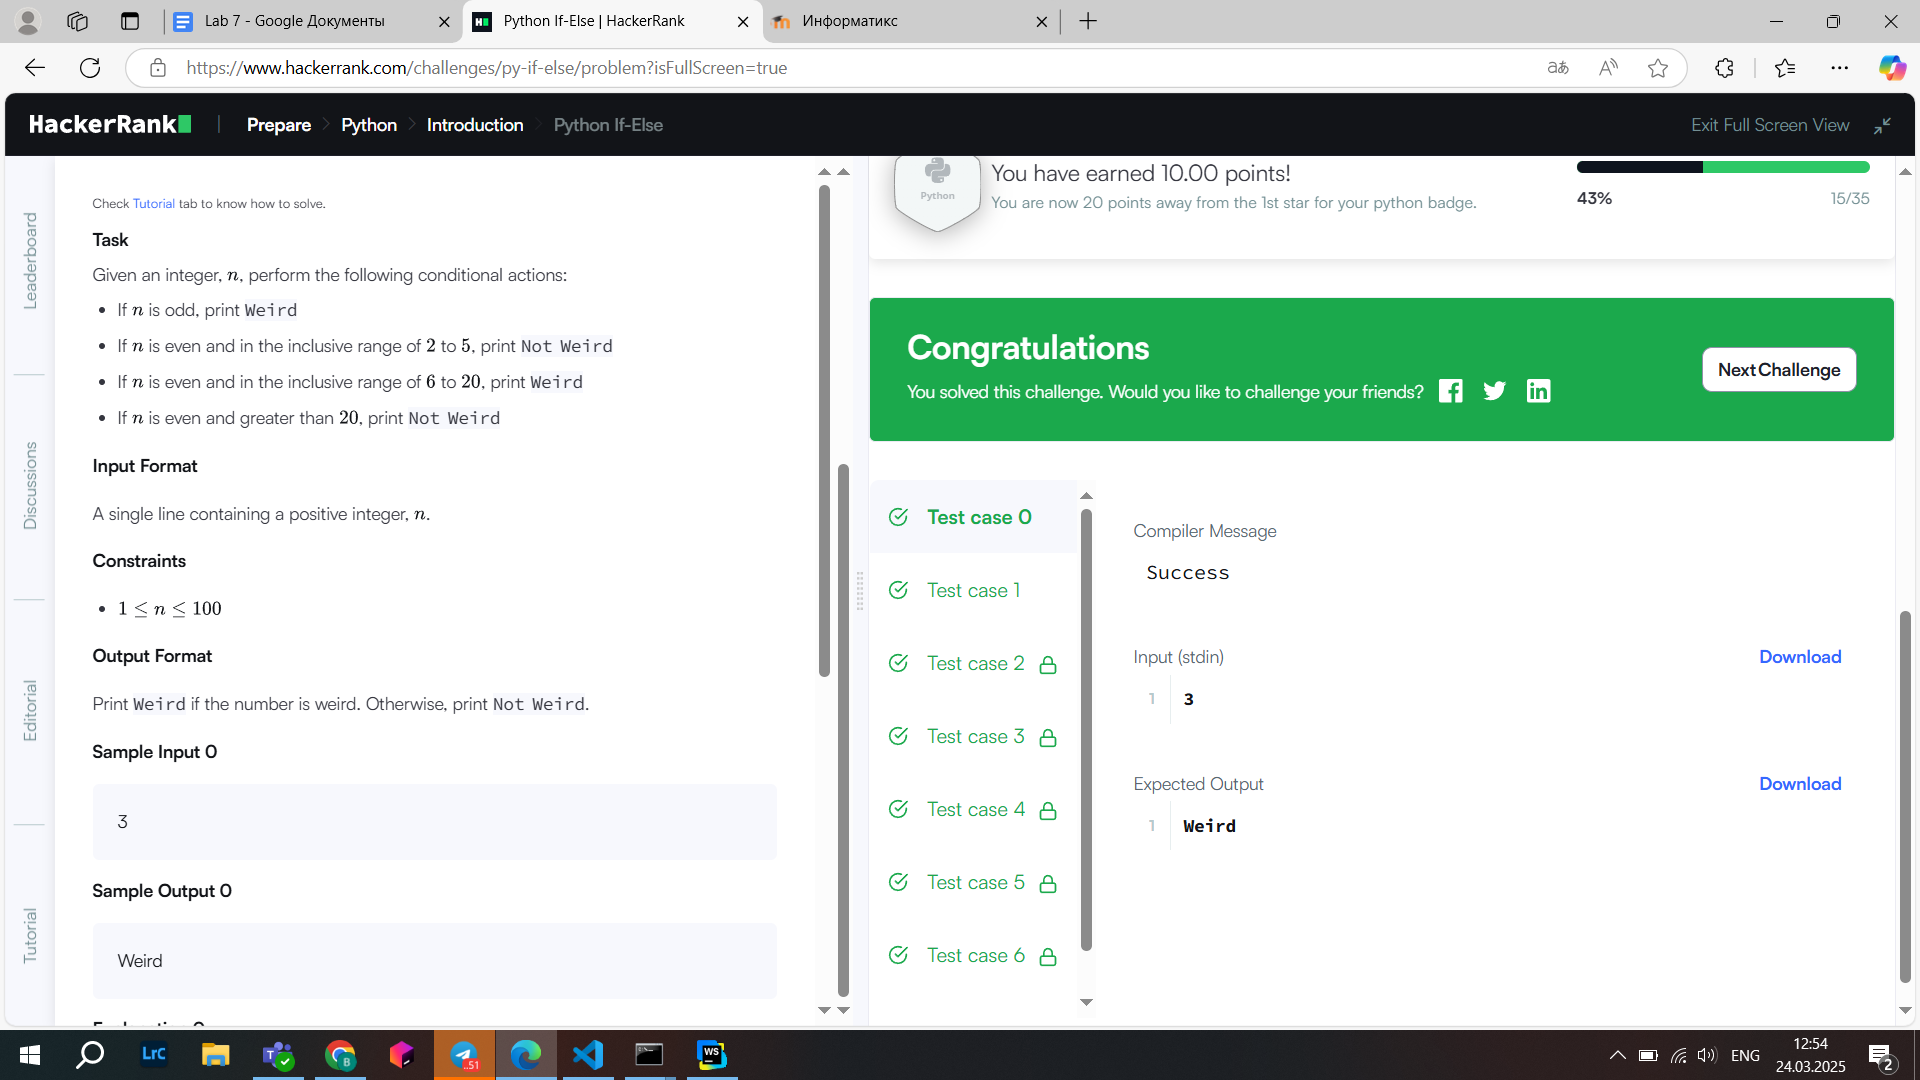 Lab 7 - Google Документы
Python If-Else | HackerRank
Информатикс
https://www.hackerrank.com/challenges/py-if-else/problem?isFullScreen=true
HackerRank
Prepare
Python
Introduction
Python If-Else
Exit Full Screen View
Leaderboard
Discussions
Editorial
Tutorial
Check Tutorial tab to know how to solve.
Task
Given an integer, n, perform the following conditional actions:
• If n is odd, print Weird
• If n is even and in the inclusive range of 2 to 5, print Not Weird
• If n is even and in the inclusive range of 6 to 20, print Weird
• If n is even and greater than 20, print Not Weird
Input Format
A single line containing a positive integer, n.
Constraints
• 1 ≤ n ≤ 100
Output Format
Print Weird if the number is weird. Otherwise, print Not Weird.
Sample Input 0
3
Sample Output 0
Weird
Python
You have earned 10.00 points!
You are now 20 points away from the 1st star for your python badge.
43%
15/35
Congratulations
You solved this challenge. Would you like to challenge your friends?
Next Challenge
Test case 0
Test case 1
Test case 2
Test case 3
Test case 4
Test case 5
Test case 6
Compiler Message
Success
Input (stdin)
Download
1
3
Expected Output
Download
1
Weird
LrC
WS
..51
ENG
12:54
24.03.2025
2